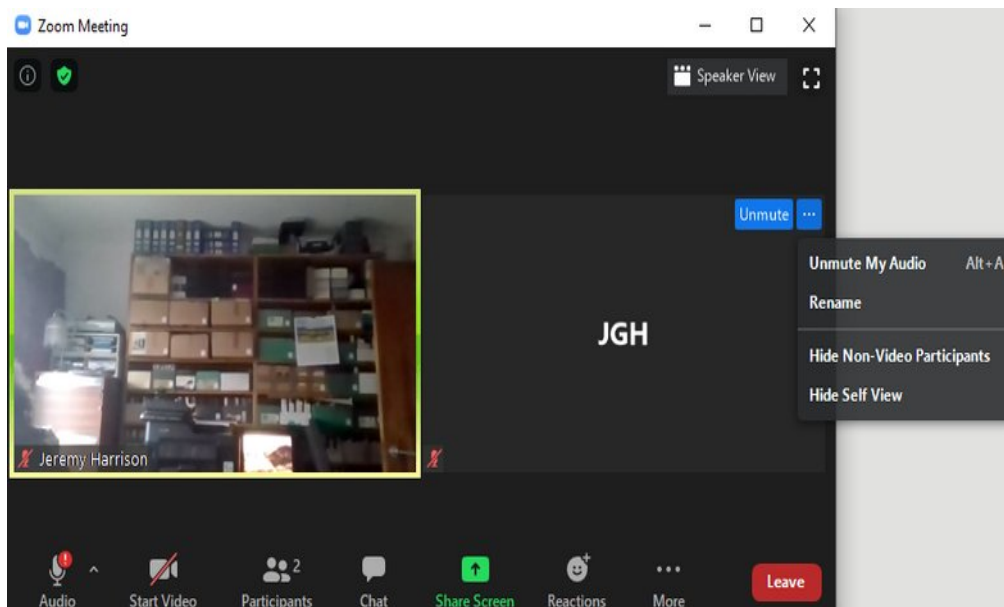 Zoom Meeting
Speaker View
Unmute ...
Unmute My Audio Alt+A
Rename
JGH
Hide Non-Video Participants
Hide Self View
Jeremy Harrison
2
Audio Start Video Participants Chat Share Screen Reactions More
Leave